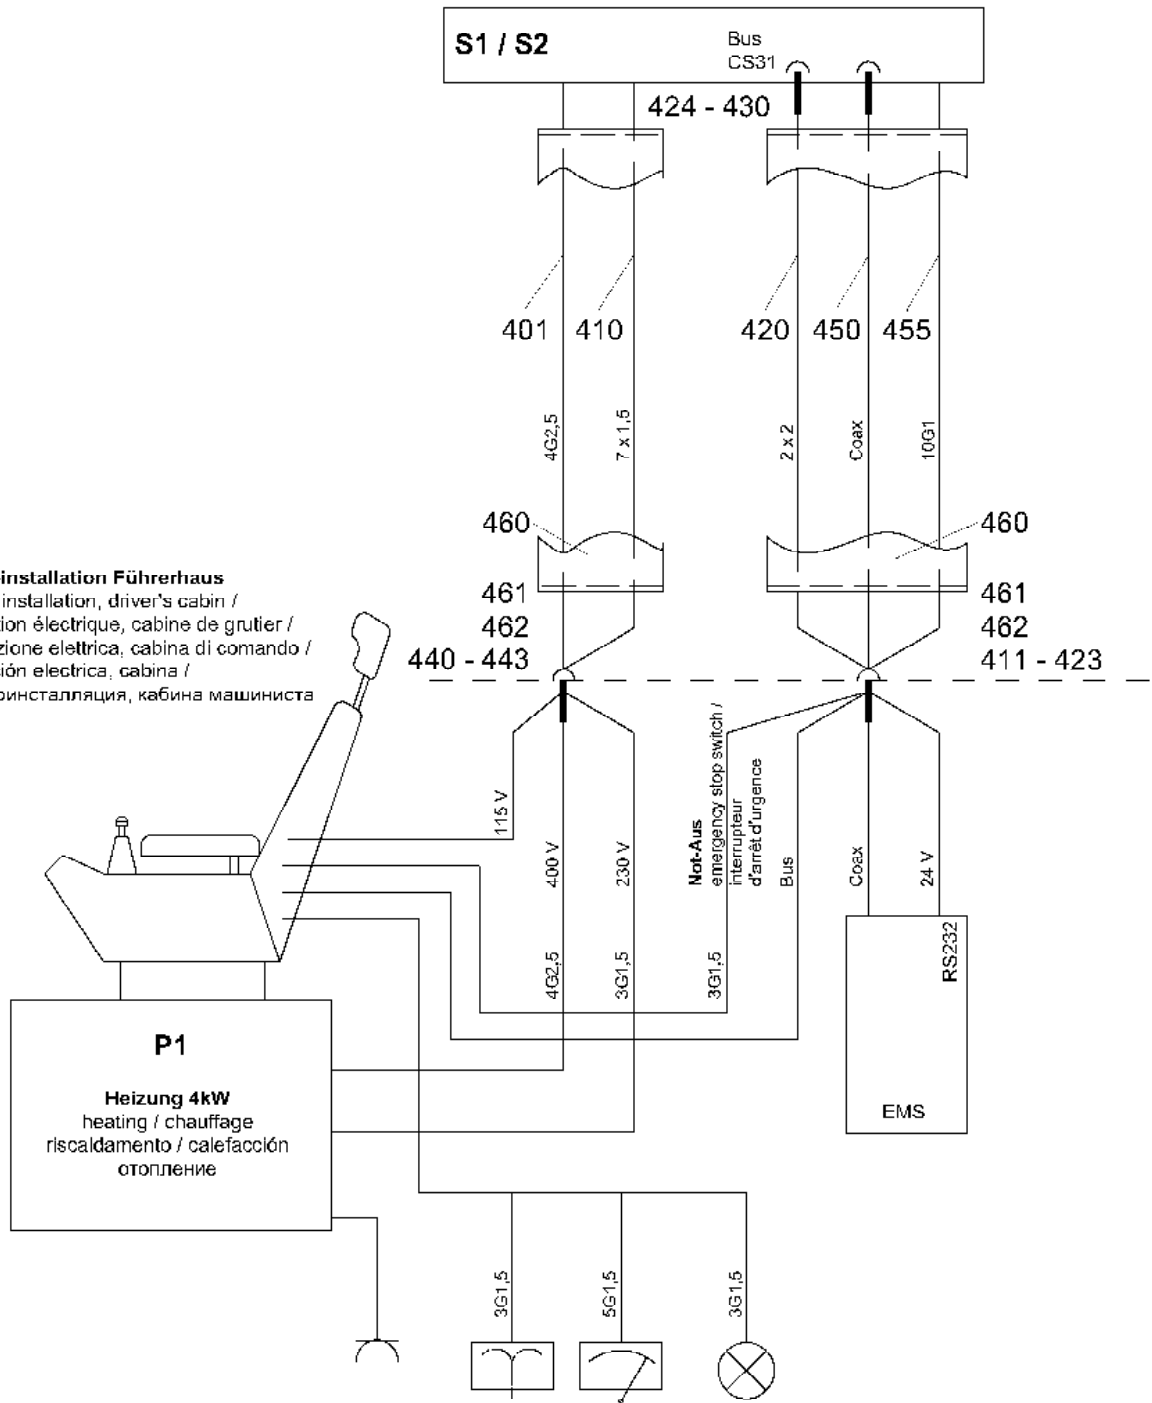 S1 / S2
Bus
CS31
424 - 430
401
410
420
450
455
4G2,5
7 x 1,5
2 x 2
Coax
10G1
460
460
461
462
440 - 443
461
462
411 - 423
installation Führerhaus
installation, driver's cabin /
électrique, cabine de grutier /
elettrica, cabina di comando /
electrica, cabina /
кабина машиниста
115 V
400 V
230 V
Not-Aus
emergency stop switch /
interrupteur
d'arrêt d'urgence
Bus
Coax
24 V
4G2,5
3G1,5
3G1,5
RS232
EMS
P1
Heizung 4kW
heating / chauffage
riscaldamento / calefacción
отопление
3G1,5
5G1,5
3G1,5